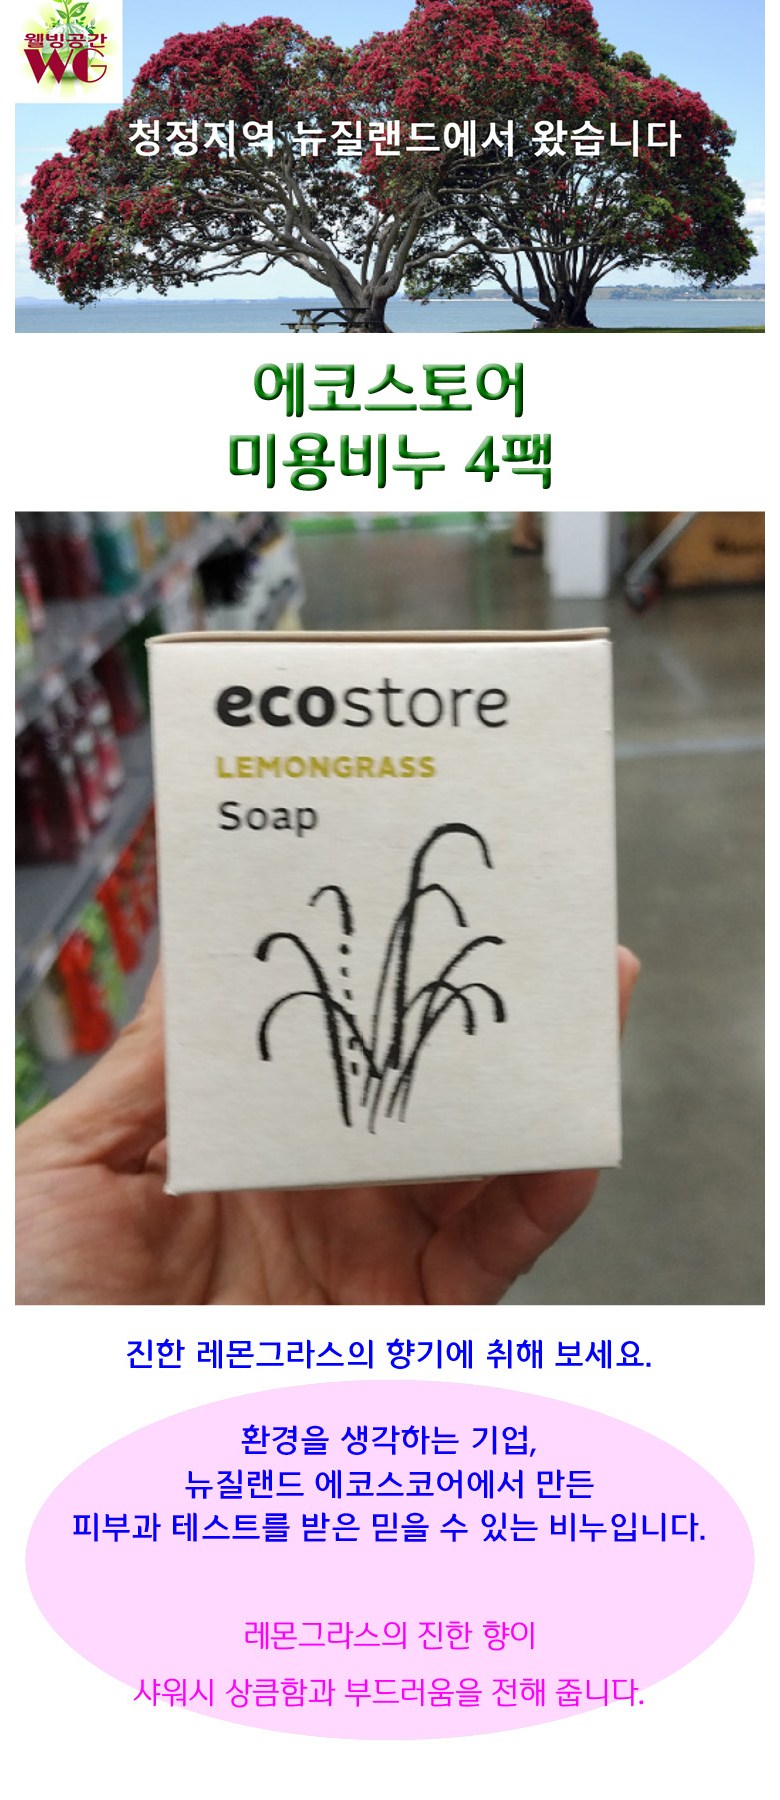 웰빙공간
WG
청정지역 뉴질랜드에서 왔습니다
에코스토어
미용비누 4팩
ecostore
LEMONGRASS
Soap
진한 레몬그라스의 향기에 취해 보세요.
환경을 생각하는 기업,
뉴질랜드 에코스코어에서 만든
피부과 테스트를 받은 믿을 수 있는 비누입니다.
레몬그라스의 진한 향이
샤워시 상큼함과 부드러움을 전해 줍니다.